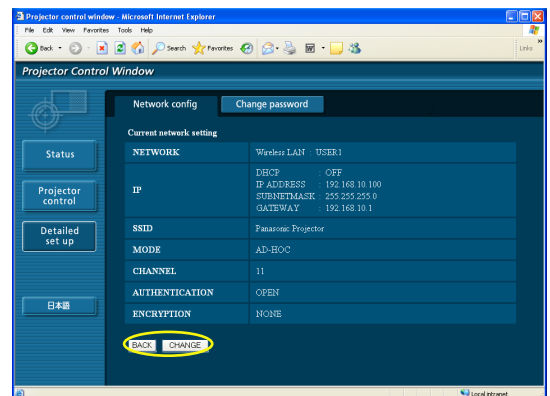 Projector control window - Microsoft Internet Explorer
File Edit View Favorites Tools Help
Back Search Favorites Links
Projector Control Window
Network config Change password
Current network setting
Status
Projector control
Detailed set up
日本語
NETWORK Wireless LAN : USER1
IP
DHCP : OFF
IP ADDRESS : 192.168.10.100
SUBNETMASK : 255.255.255.0
GATEWAY : 192.168.10.1
SSID Panasonic Projector
MODE AD-HOC
CHANNEL 11
AUTHENTICATION OPEN
ENCRYPTION NONE
BACK CHANGE
Local intranet